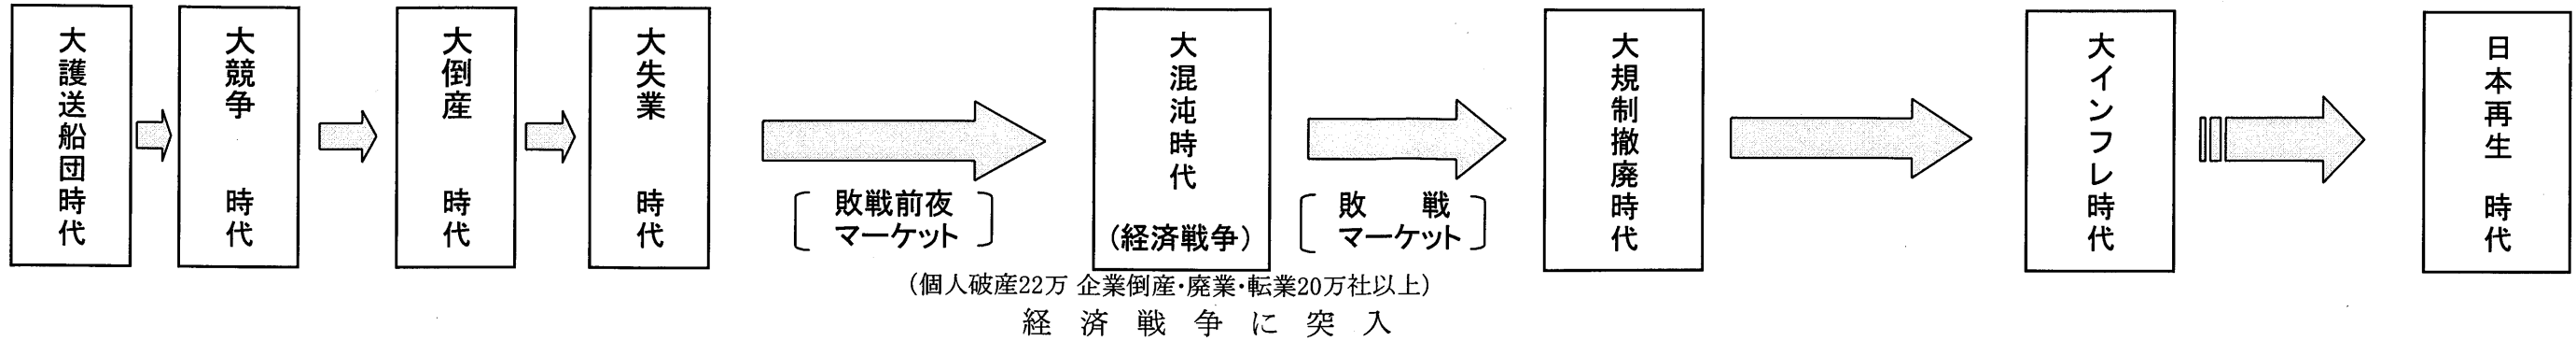 大護送船団時代
大競争 時代
大倒産 時代
大失業 時代
敗戦前夜
マーケット
大混沌時代
(経済戦争)
敗 戦
マーケット
大規制撤廃時代
大インフレ時代
日本再生 時代
(個人破産22万 企業倒産・廃業・転業20万社以上)
経済戦争に突入